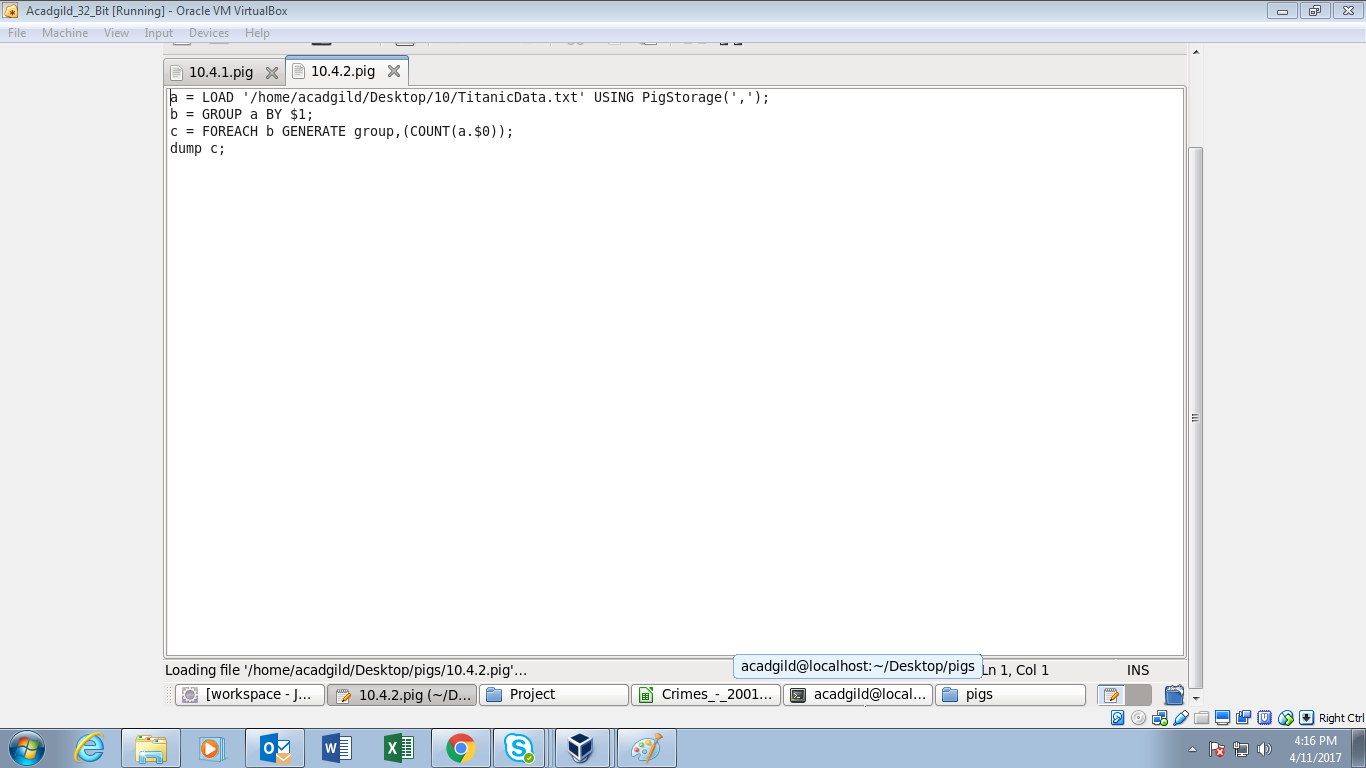 Acadgild_32_Bit [Running] - Oracle VM VirtualBox
File Machine View Input Devices Help
10.4.1.pig 10.4.2.pig
a = LOAD '/home/acadgild/Desktop/10/TitanicData.txt' USING PigStorage(',');
b = GROUP a BY $1;
c = FOREACH b GENERATE group,(COUNT(a.$0));
dump c;
Loading file '/home/acadgild/Desktop/pigs/10.4.2.pig'... acadgild@localhost:~/Desktop/pigs Ln 1, Col 1 INS
[workspace - J... 10.4.2.pig (~/D... Project Crimes_-_2001... acadgild@local... pigs
Right Ctrl
4:16 PM
4/11/2017